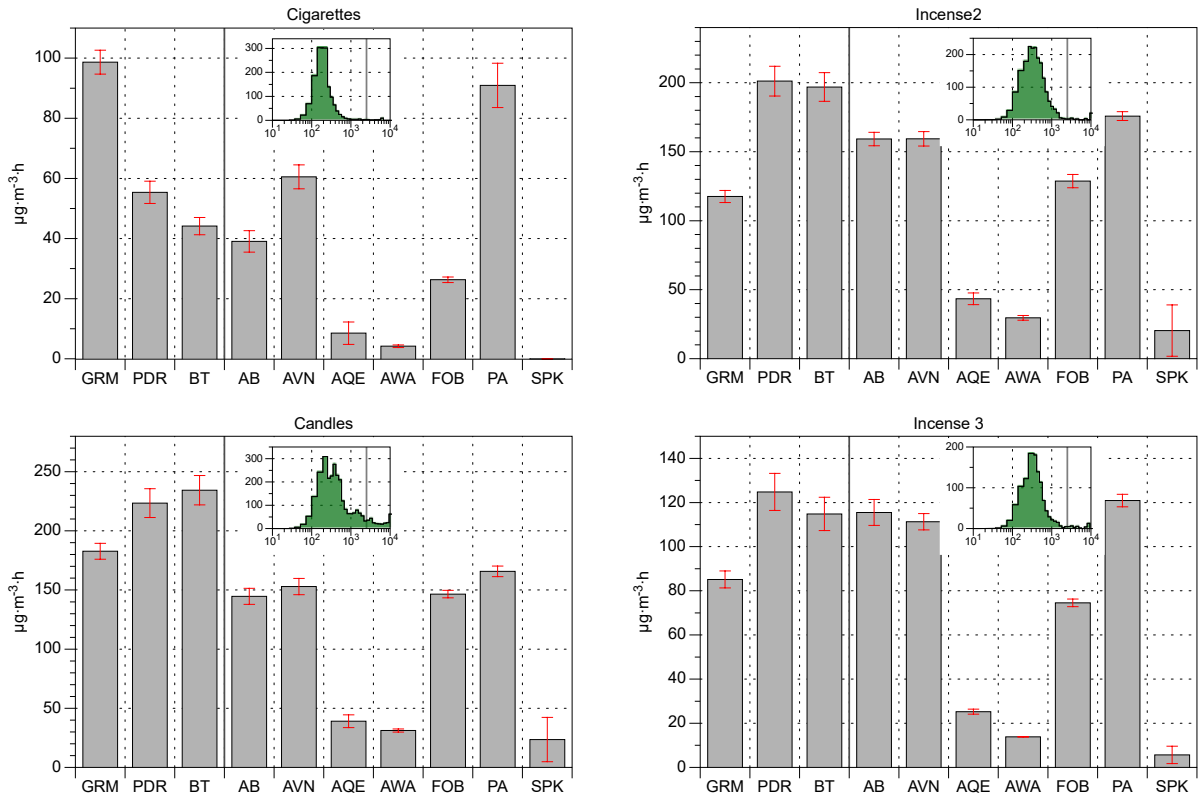 Cigarettes
µg·m⁻³·h
100
80
60
40
20
0
300
200
100
0
10¹ 10² 10³ 10⁴
GRM PDR BT AB AVN AQE AWA FOB PA SPK
Incense2
µg·m⁻³·h
200
150
100
50
0
200
100
0
10¹ 10² 10³ 10⁴
GRM PDR BT AB AVN AQE AWA FOB PA SPK
Candles
µg·m⁻³·h
250
200
150
100
50
0
300
200
100
0
10¹ 10² 10³ 10⁴
GRM PDR BT AB AVN AQE AWA FOB PA SPK
Incense 3
µg·m⁻³·h
140
120
100
80
60
40
20
0
200
100
0
10¹ 10² 10³ 10⁴
GRM PDR BT AB AVN AQE AWA FOB PA SPK